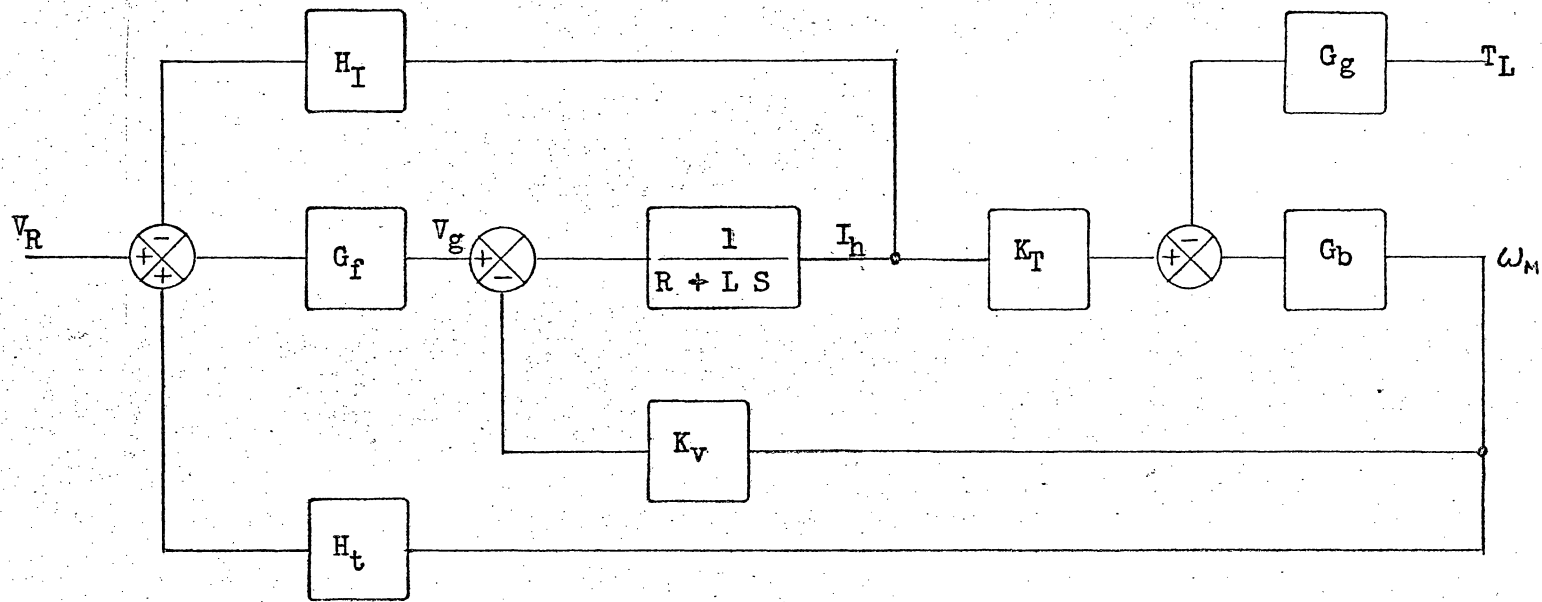 H_I
G_g
T_L
V_R
-
+
+
G_f
V_g
+
-
1
R + L S
I_h
K_T
-
+
G_b
ω_M
K_v
H_t